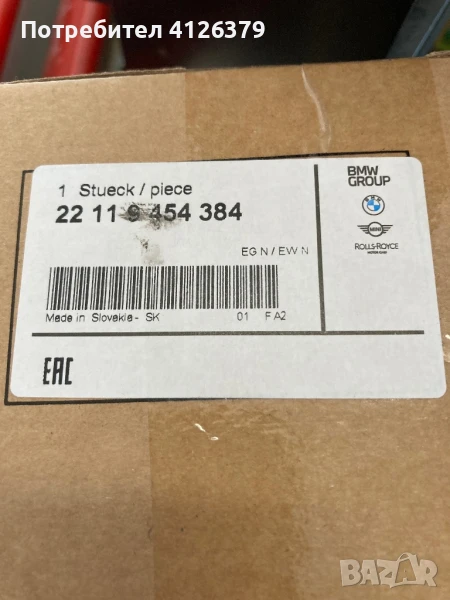 Потребител 4126379
1 Stueck / piece
22 11 9 454 384
EG N / EW N
Made in Slovakia - SK 01 F A2
EAC
BMW
GROUP
MINI
ROLLS-ROYCE
MOTOR CARS
BAZAR